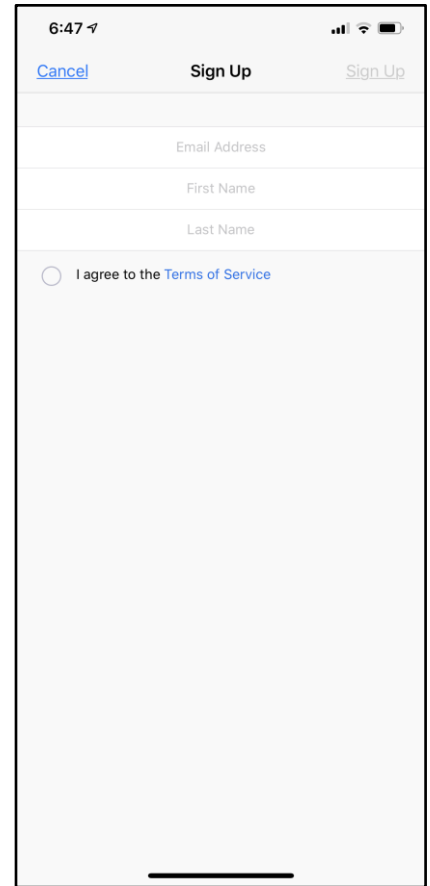 6:47
Cancel Sign Up Sign Up
Email Address
First Name
Last Name
I agree to the Terms of Service